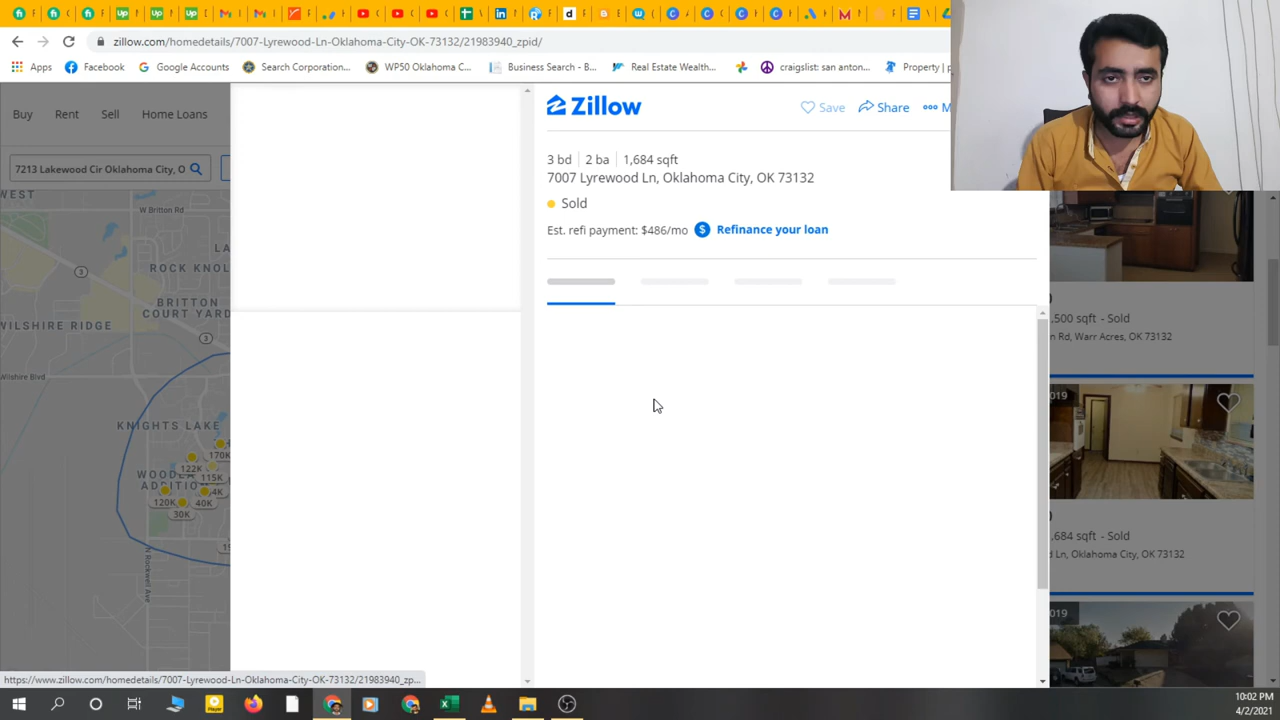 zillow.com/homedetails/7007-Lyrewood-Ln-Oklahoma-City-OK-73132/21983940_zpid/
Apps
Facebook
Google Accounts
Search Corporation...
WP50 Oklahoma C...
Business Search - B...
Real Estate Wealth...
craigslist: san anton...
Property | p
Buy
Rent
Sell
Home Loans
7213 Lakewood Cir Oklahoma City, O
Zillow
Save
Share
3 bd
2 ba
1,684 sqft
7007 Lyrewood Ln, Oklahoma City, OK 73132
Sold
Est. refi payment: $486/mo
$
Refinance your loan
W Britton Rd
ROCK KNOL
BRITTON
COURT YARD
WILSHIRE RIDGE
Wilshire Blvd
3
3
KNIGHTS LAKE
170K
122K
115K
120K
40K
30K
N Rockwell Ave
,500 sqft - Sold
n Rd, Warr Acres, OK 73132
019
,684 sqft - Sold
d Ln, Oklahoma City, OK 73132
019
https://www.zillow.com/homedetails/7007-Lyrewood-Ln-Oklahoma-City-OK-73132/21983940_zp...
10:02 PM
4/2/2021